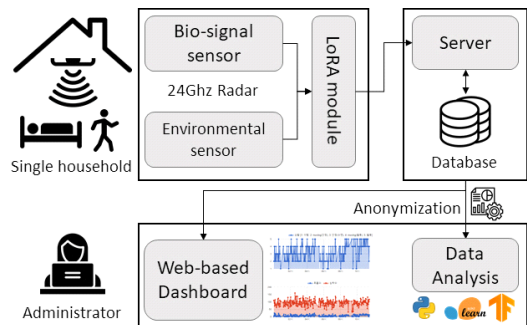 Bio-signal
sensor
24Ghz Radar
Environmental
sensor
LoRA module
Server
Database
Single household
Anonymization
Administrator
Web-based
Dashboard
Data
Analysis
learn